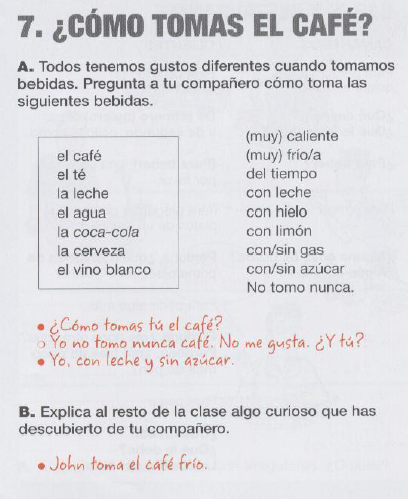 7. ¿CÓMO TOMAS EL CAFÉ?
A. Todos tenemos gustos diferentes cuando tomamos
bebidas. Pregunta a tu compañero cómo toma las
siguientes bebidas.
el café
el té
la leche
el agua
la coca-cola
la cerveza
el vino blanco
(muy) caliente
(muy) frío/a
del tiempo
con leche
con hielo
con limón
con/sin gas
con/sin azúcar
No tomo nunca.
● ¿Cómo tomas tú el café?
○ Yo no tomo nunca café. No me gusta. ¿Y tú?
● Yo, con leche y sin azúcar.
B. Explica al resto de la clase algo curioso que has
descubierto de tu compañero.
● John toma el café frío.